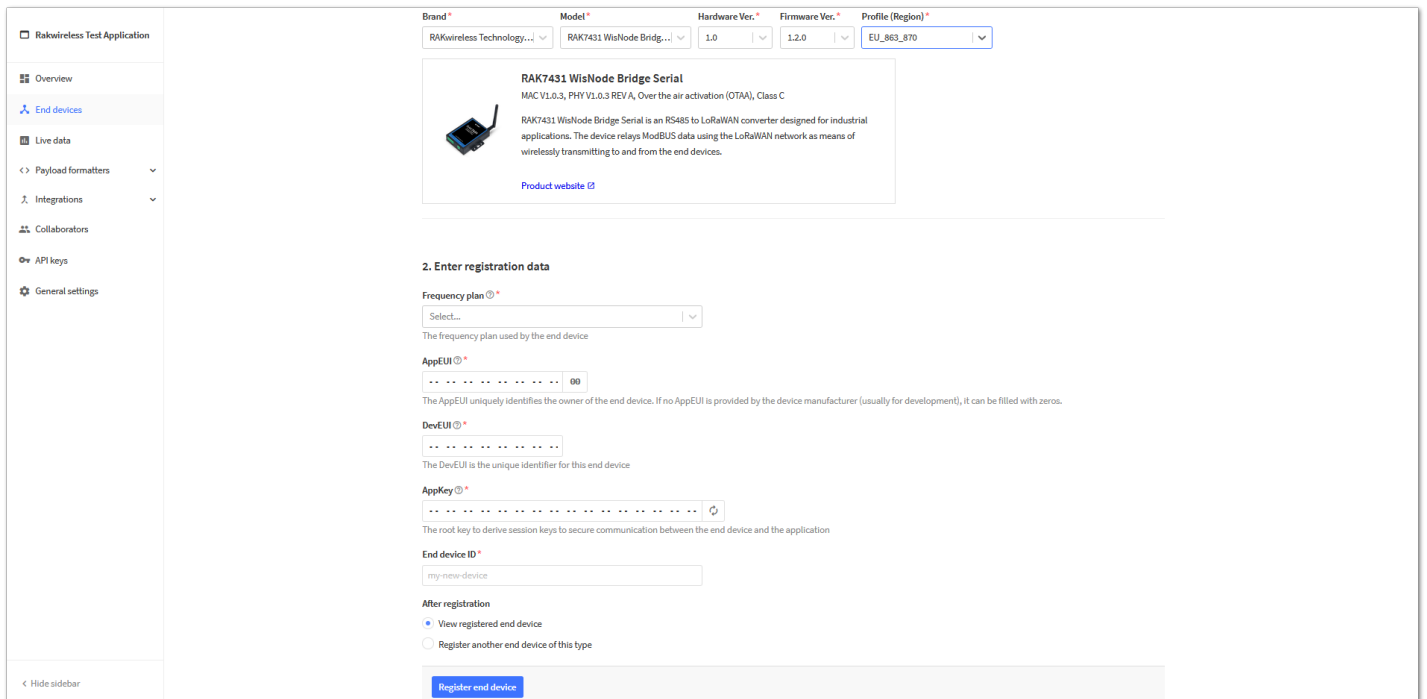 Rakwireless Test Application
Overview
End devices
Live data
<> Payload formatters
Integrations
Collaborators
API keys
General settings
< Hide sidebar
Brand* Model* Hardware Ver.* Firmware Ver.* Profile (Region)*
RAKwireless Technology... RAK7431 WisNode Bridg... 1.0 1.2.0 EU_863_870
RAK7431 WisNode Bridge Serial
MAC V1.0.3, PHY V1.0.3 REV A, Over the air activation (OTAA), Class C
RAK7431 WisNode Bridge Serial is an RS485 to LoRaWAN converter designed for industrial
applications. The device relays ModBUS data using the LoRaWAN network as means of
wirelessly transmitting to and from the end devices.
Product website
2. Enter registration data
Frequency plan ? *
Select...
The frequency plan used by the end device
AppEUI ? *
-- -- -- -- -- -- -- -- 00
The AppEUI uniquely identifies the owner of the end device. If no AppEUI is provided by the device manufacturer (usually for development), it can be filled with zeros.
DevEUI ? *
-- -- -- -- -- -- -- --
The DevEUI is the unique identifier for this end device
AppKey ? *
-- -- -- -- -- -- -- -- -- -- -- -- -- -- -- --
The root key to derive session keys to secure communication between the end device and the application
End device ID*
my-new-device
After registration
View registered end device
Register another end device of this type
Register end device